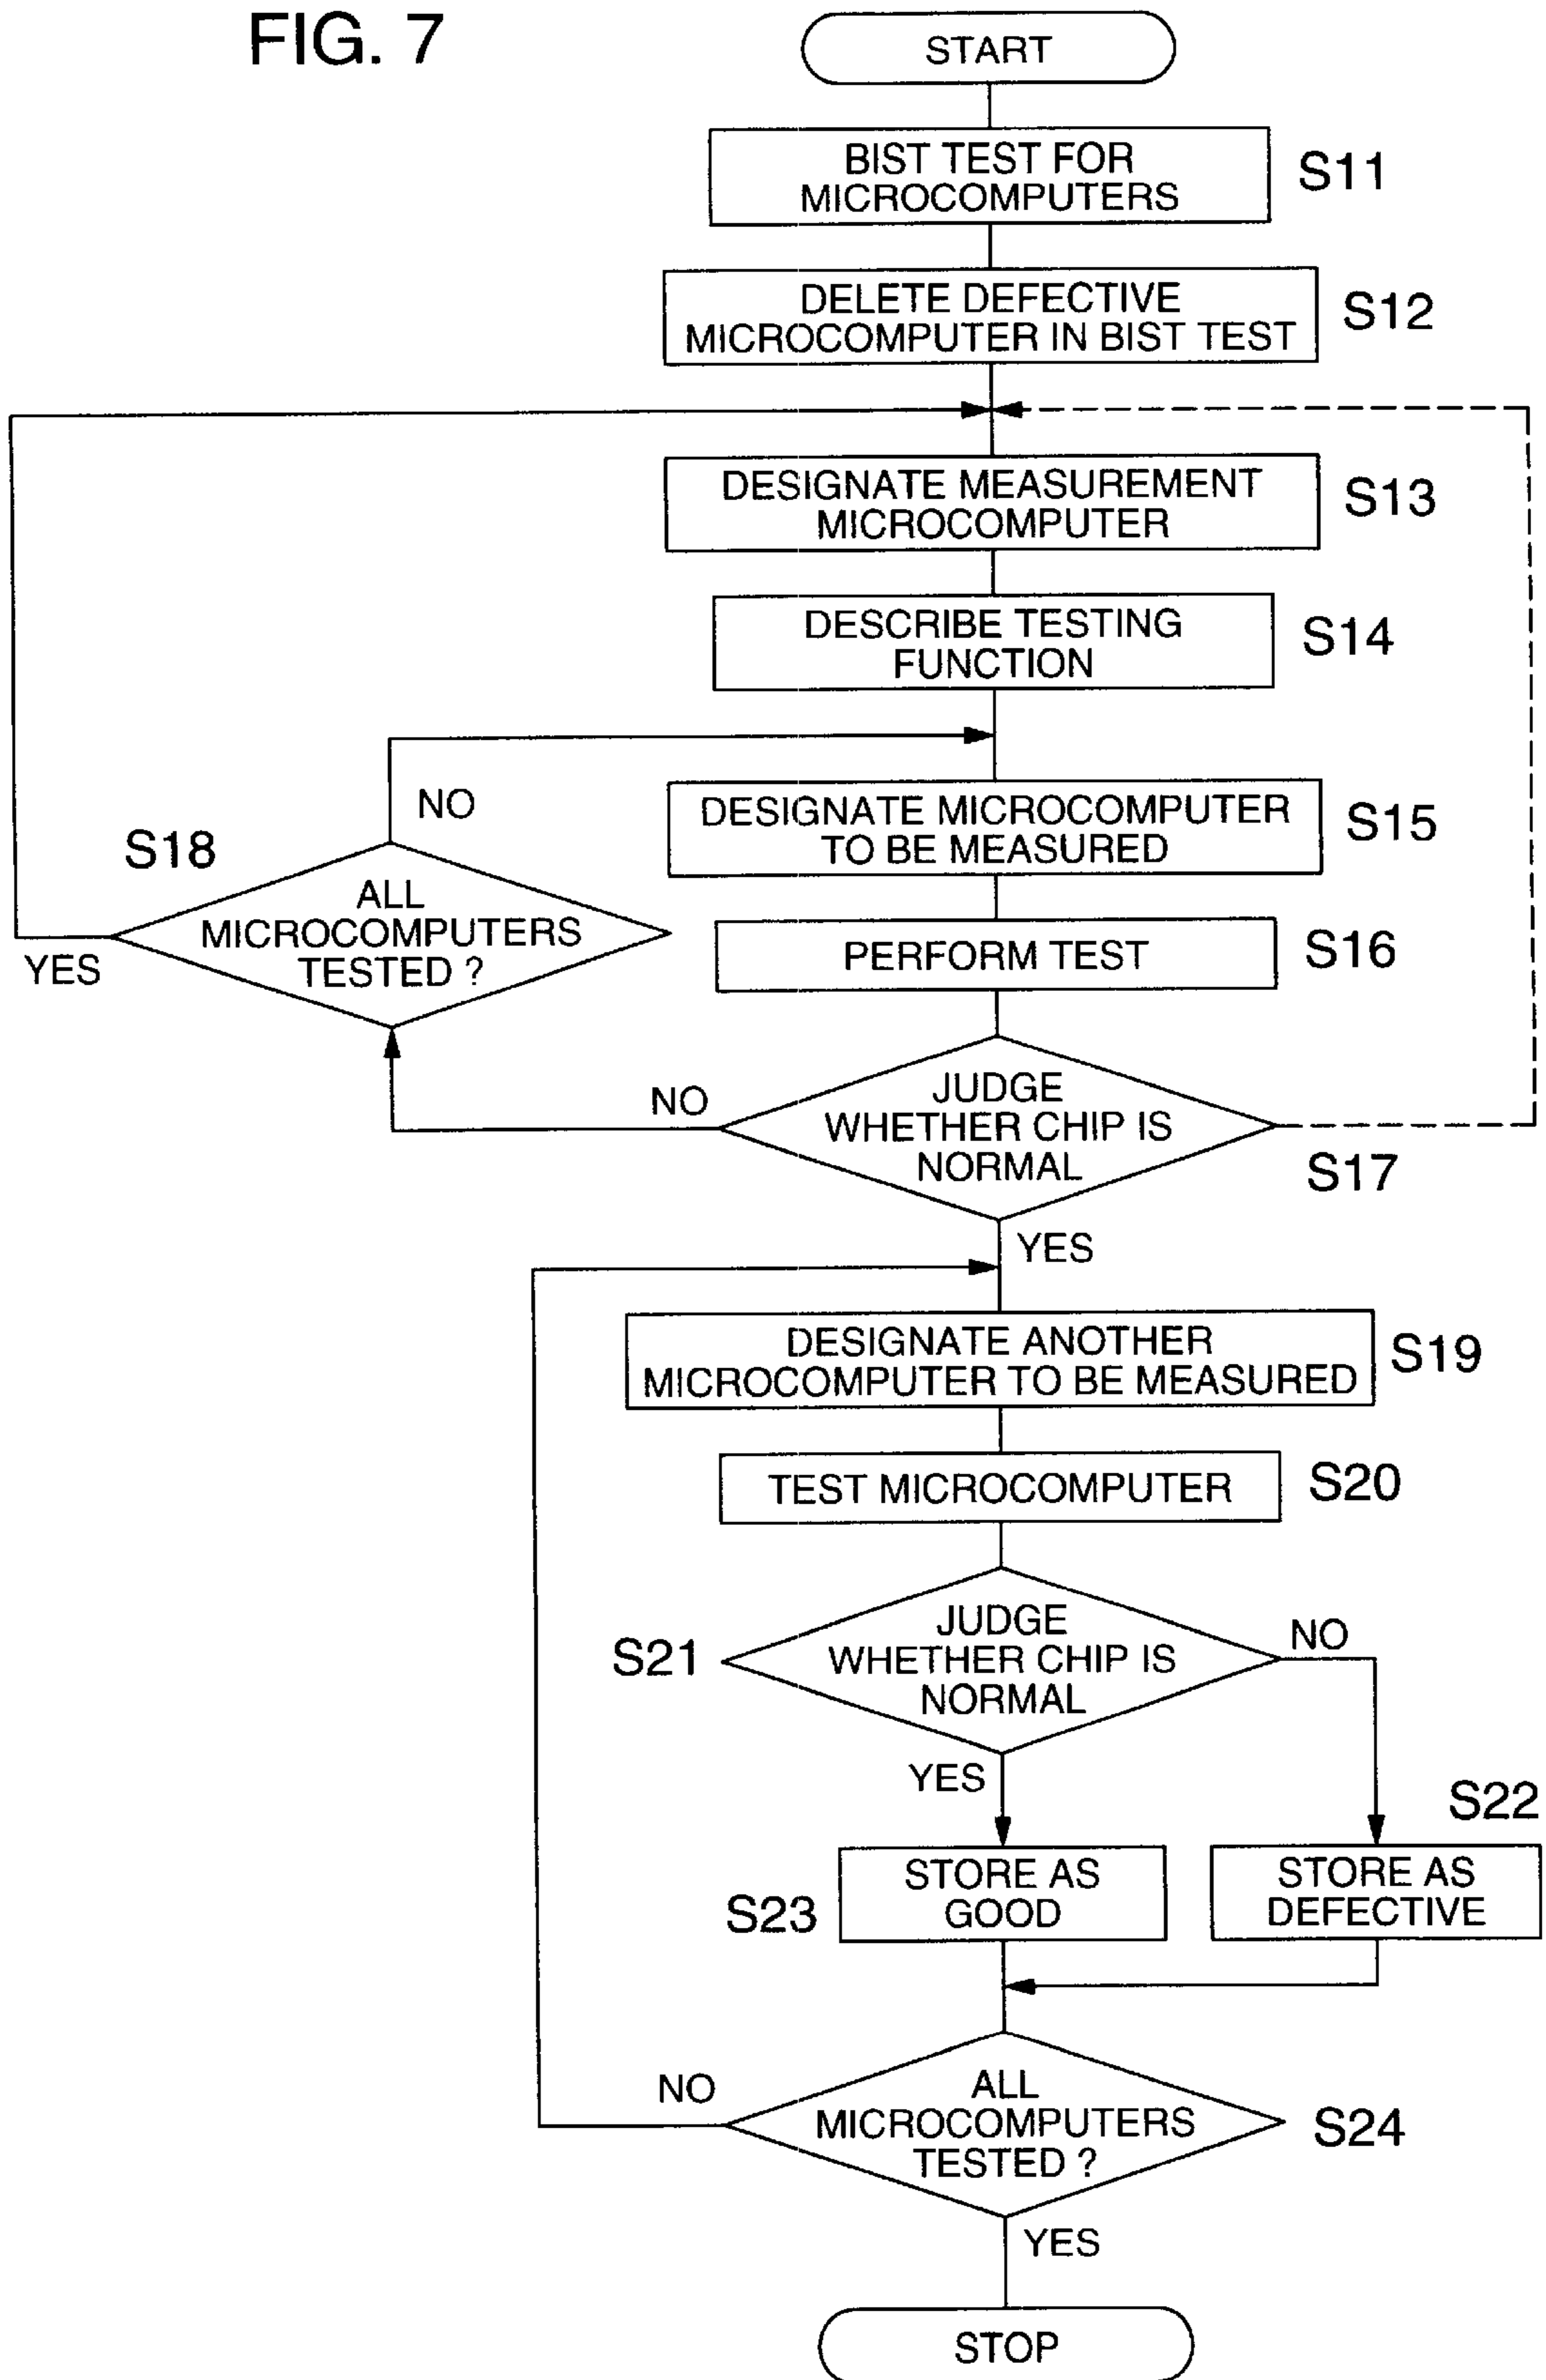 FIG. 7
START
BIST TEST FOR
MICROCOMPUTERS
S11
DELETE DEFECTIVE
MICROCOMPUTER IN BIST TEST
S12
DESIGNATE MEASUREMENT
MICROCOMPUTER
S13
DESCRIBE TESTING
FUNCTION
S14
NO
DESIGNATE MICROCOMPUTER
TO BE MEASURED
S15
S18
ALL
MICROCOMPUTERS
TESTED ?
YES
PERFORM TEST
S16
NO
JUDGE
WHETHER CHIP IS
NORMAL
S17
YES
DESIGNATE ANOTHER
MICROCOMPUTER TO BE MEASURED
S19
TEST MICROCOMPUTER
S20
S21
JUDGE
WHETHER CHIP IS
NORMAL
NO
YES
S22
S23
STORE AS
GOOD
STORE AS
DEFECTIVE
NO
ALL
MICROCOMPUTERS
TESTED ?
S24
YES
STOP